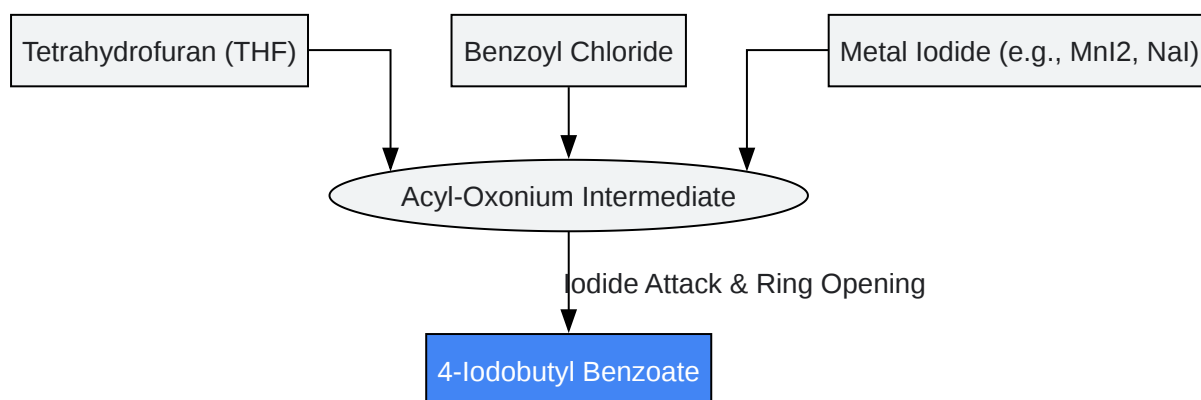 Tetrahydrofuran (THF)
Benzoyl Chloride
Metal Iodide (e.g., MnI2, NaI)
Acyl-Oxonium Intermediate
Iodide Attack & Ring Opening
4-Iodobutyl Benzoate